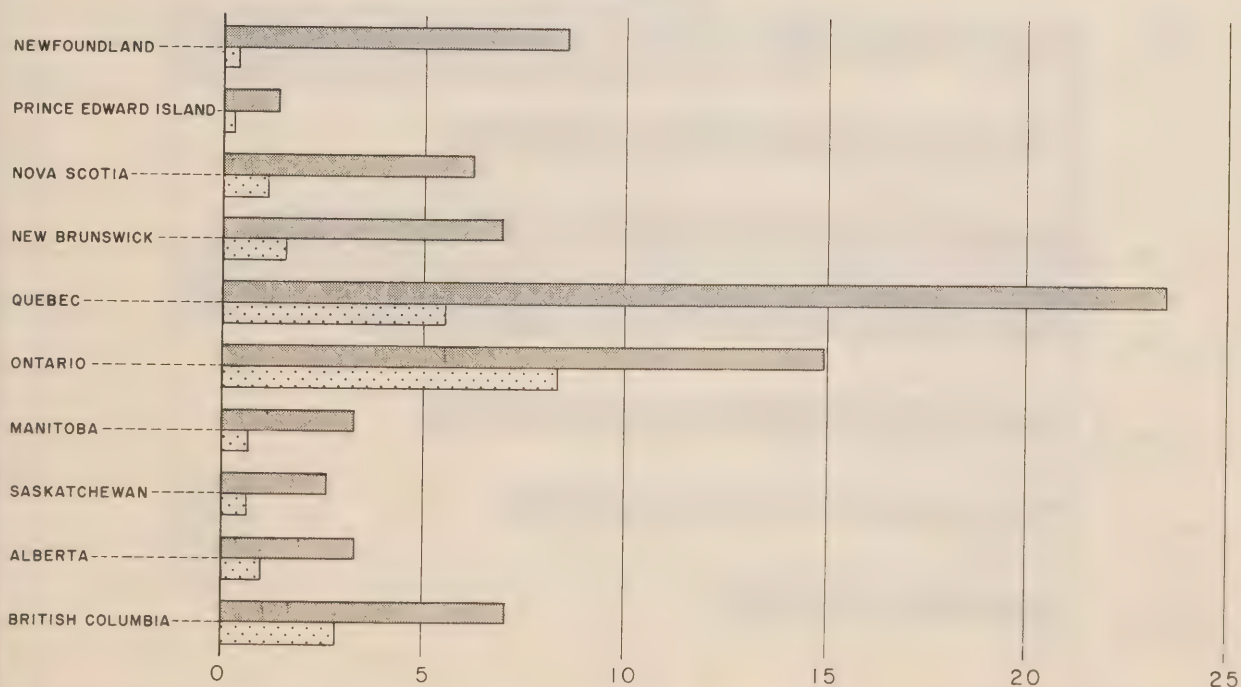 NEWFOUNDLAND
PRINCE EDWARD ISLAND
NOVA SCOTIA
NEW BRUNSWICK
QUEBEC
ONTARIO
MANITOBA
SASKATCHEWAN
ALBERTA
BRITISH COLUMBIA
0 5 10 15 20 25